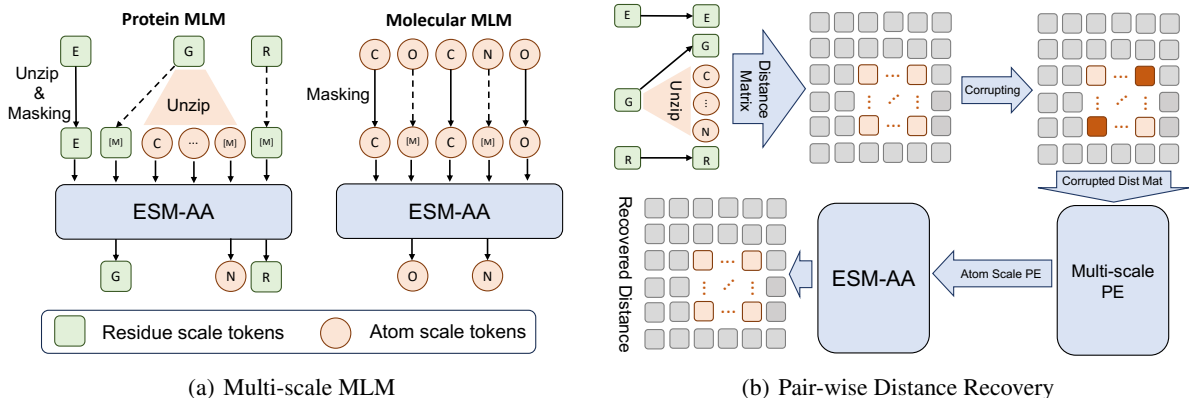 Protein MLM
Molecular MLM
E
G
R
C
O
C
N
O
Unzip
&
Masking
Unzip
Masking
E
[M]
C
...
[M]
[M]
C
[M]
C
[M]
O
ESM-AA
ESM-AA
G
N
R
O
N
Residue scale tokens
Atom scale tokens
(a) Multi-scale MLM
E
E
G
G
Unzip
C
...
N
R
R
Distance
Matrix
Corrupting
Corrupted Dist Mat
Multi-scale
PE
Atom Scale PE
ESM-AA
Recovered Distance
(b) Pair-wise Distance Recovery